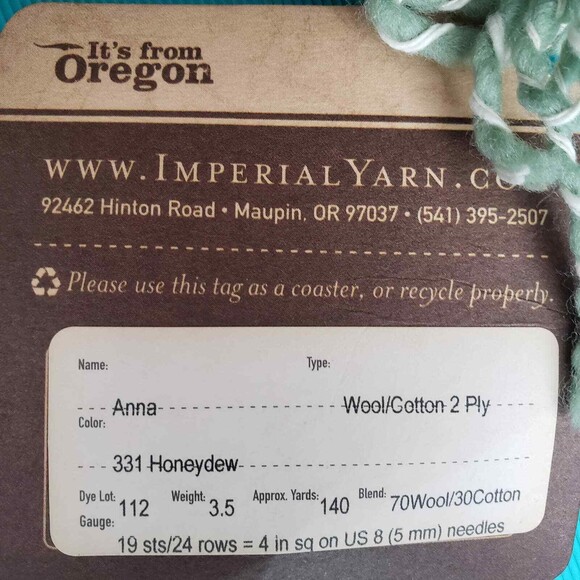 It's from
Oregon
WWW.IMPERIALYARN.CO
92462 Hinton Road • Maupin, OR 97037 • (541) 395-2507
Please use this tag as a coaster, or recycle properly.
Name: Type:
Anna Wool/Cotton 2 Ply
Color:
331 Honeydew
Dye Lot: 112 Weight: 3.5 Approx. Yards: 140 Blend: 70Wool/30Cotton
Gauge:
19 sts/24 rows = 4 in sq on US 8 (5 mm) needles